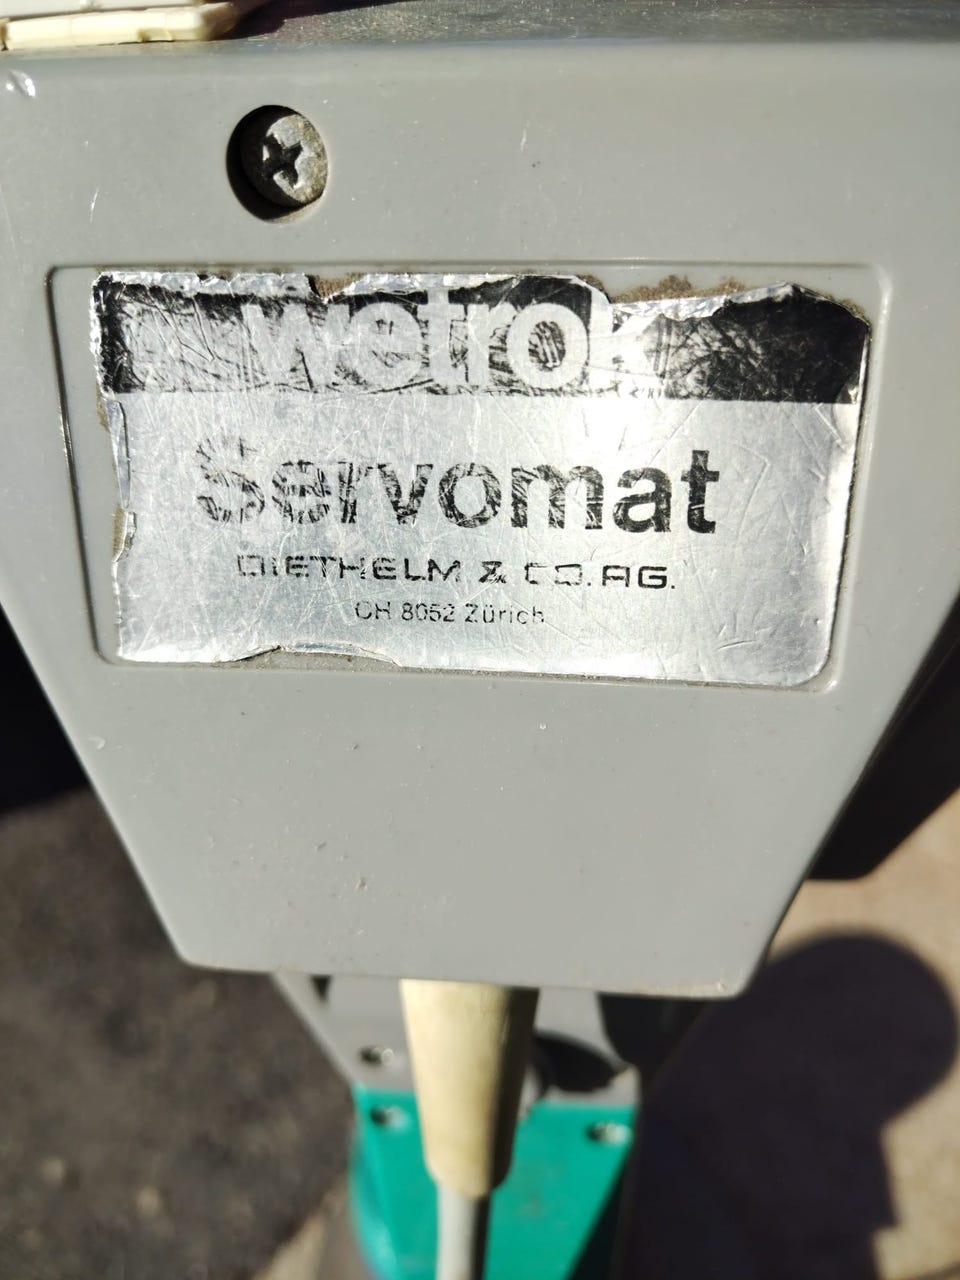 wetrok
Servomat
DIETHELM & CO. AG.
CH 8052 Zürich